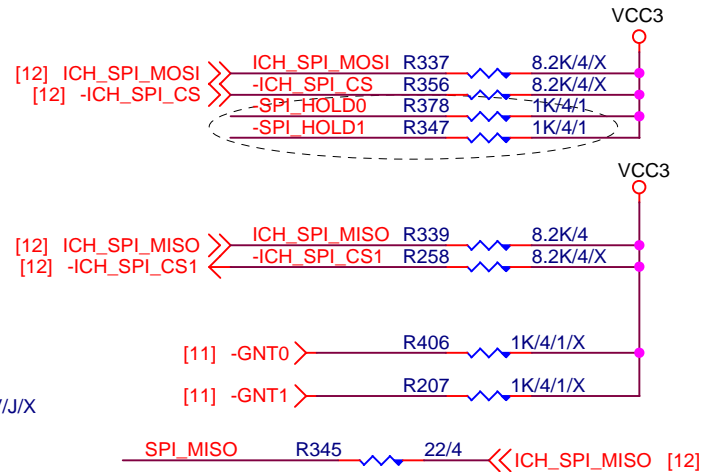 VCC3
[12] ICH_SPI_MOSI ICH_SPI_MOSI R337 8.2K/4/X
[12] -ICH_SPI_CS -ICH_SPI_CS R356 8.2K/4/X
-SPI_HOLD0 R378 1K/4/1
-SPI_HOLD1 R347 1K/4/1
VCC3
[12] ICH_SPI_MISO ICH_SPI_MISO R339 8.2K/4
[12] -ICH_SPI_CS1 -ICH_SPI_CS1 R258 8.2K/4/X
[11] -GNT0 R406 1K/4/1/X
[11] -GNT1 R207 1K/4/1/X
/J/X
SPI_MISO R345 22/4 ICH_SPI_MISO [12]